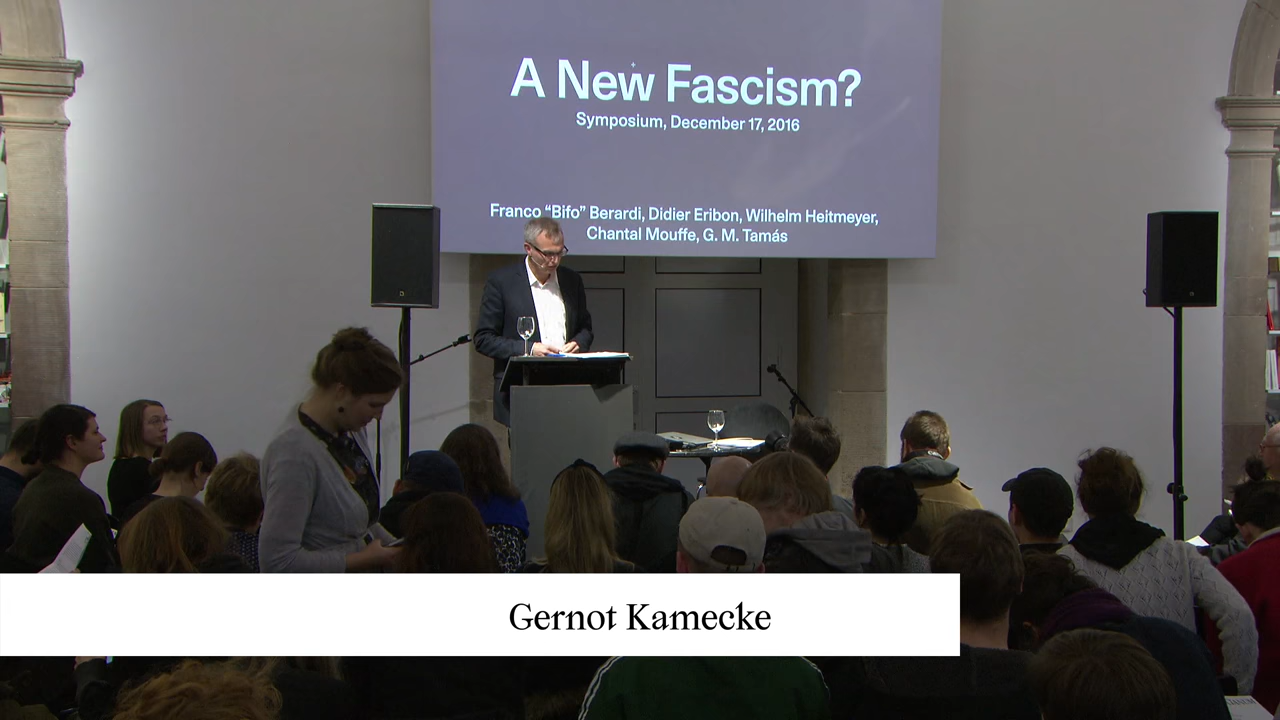 A New Fascism?
Symposium, December 17, 2016
Franco “Bifo” Berardi, Didier Eribon, Wilhelm Heitmeyer,
Chantal Mouffe, G. M. Tamás
Gernot Kamecke